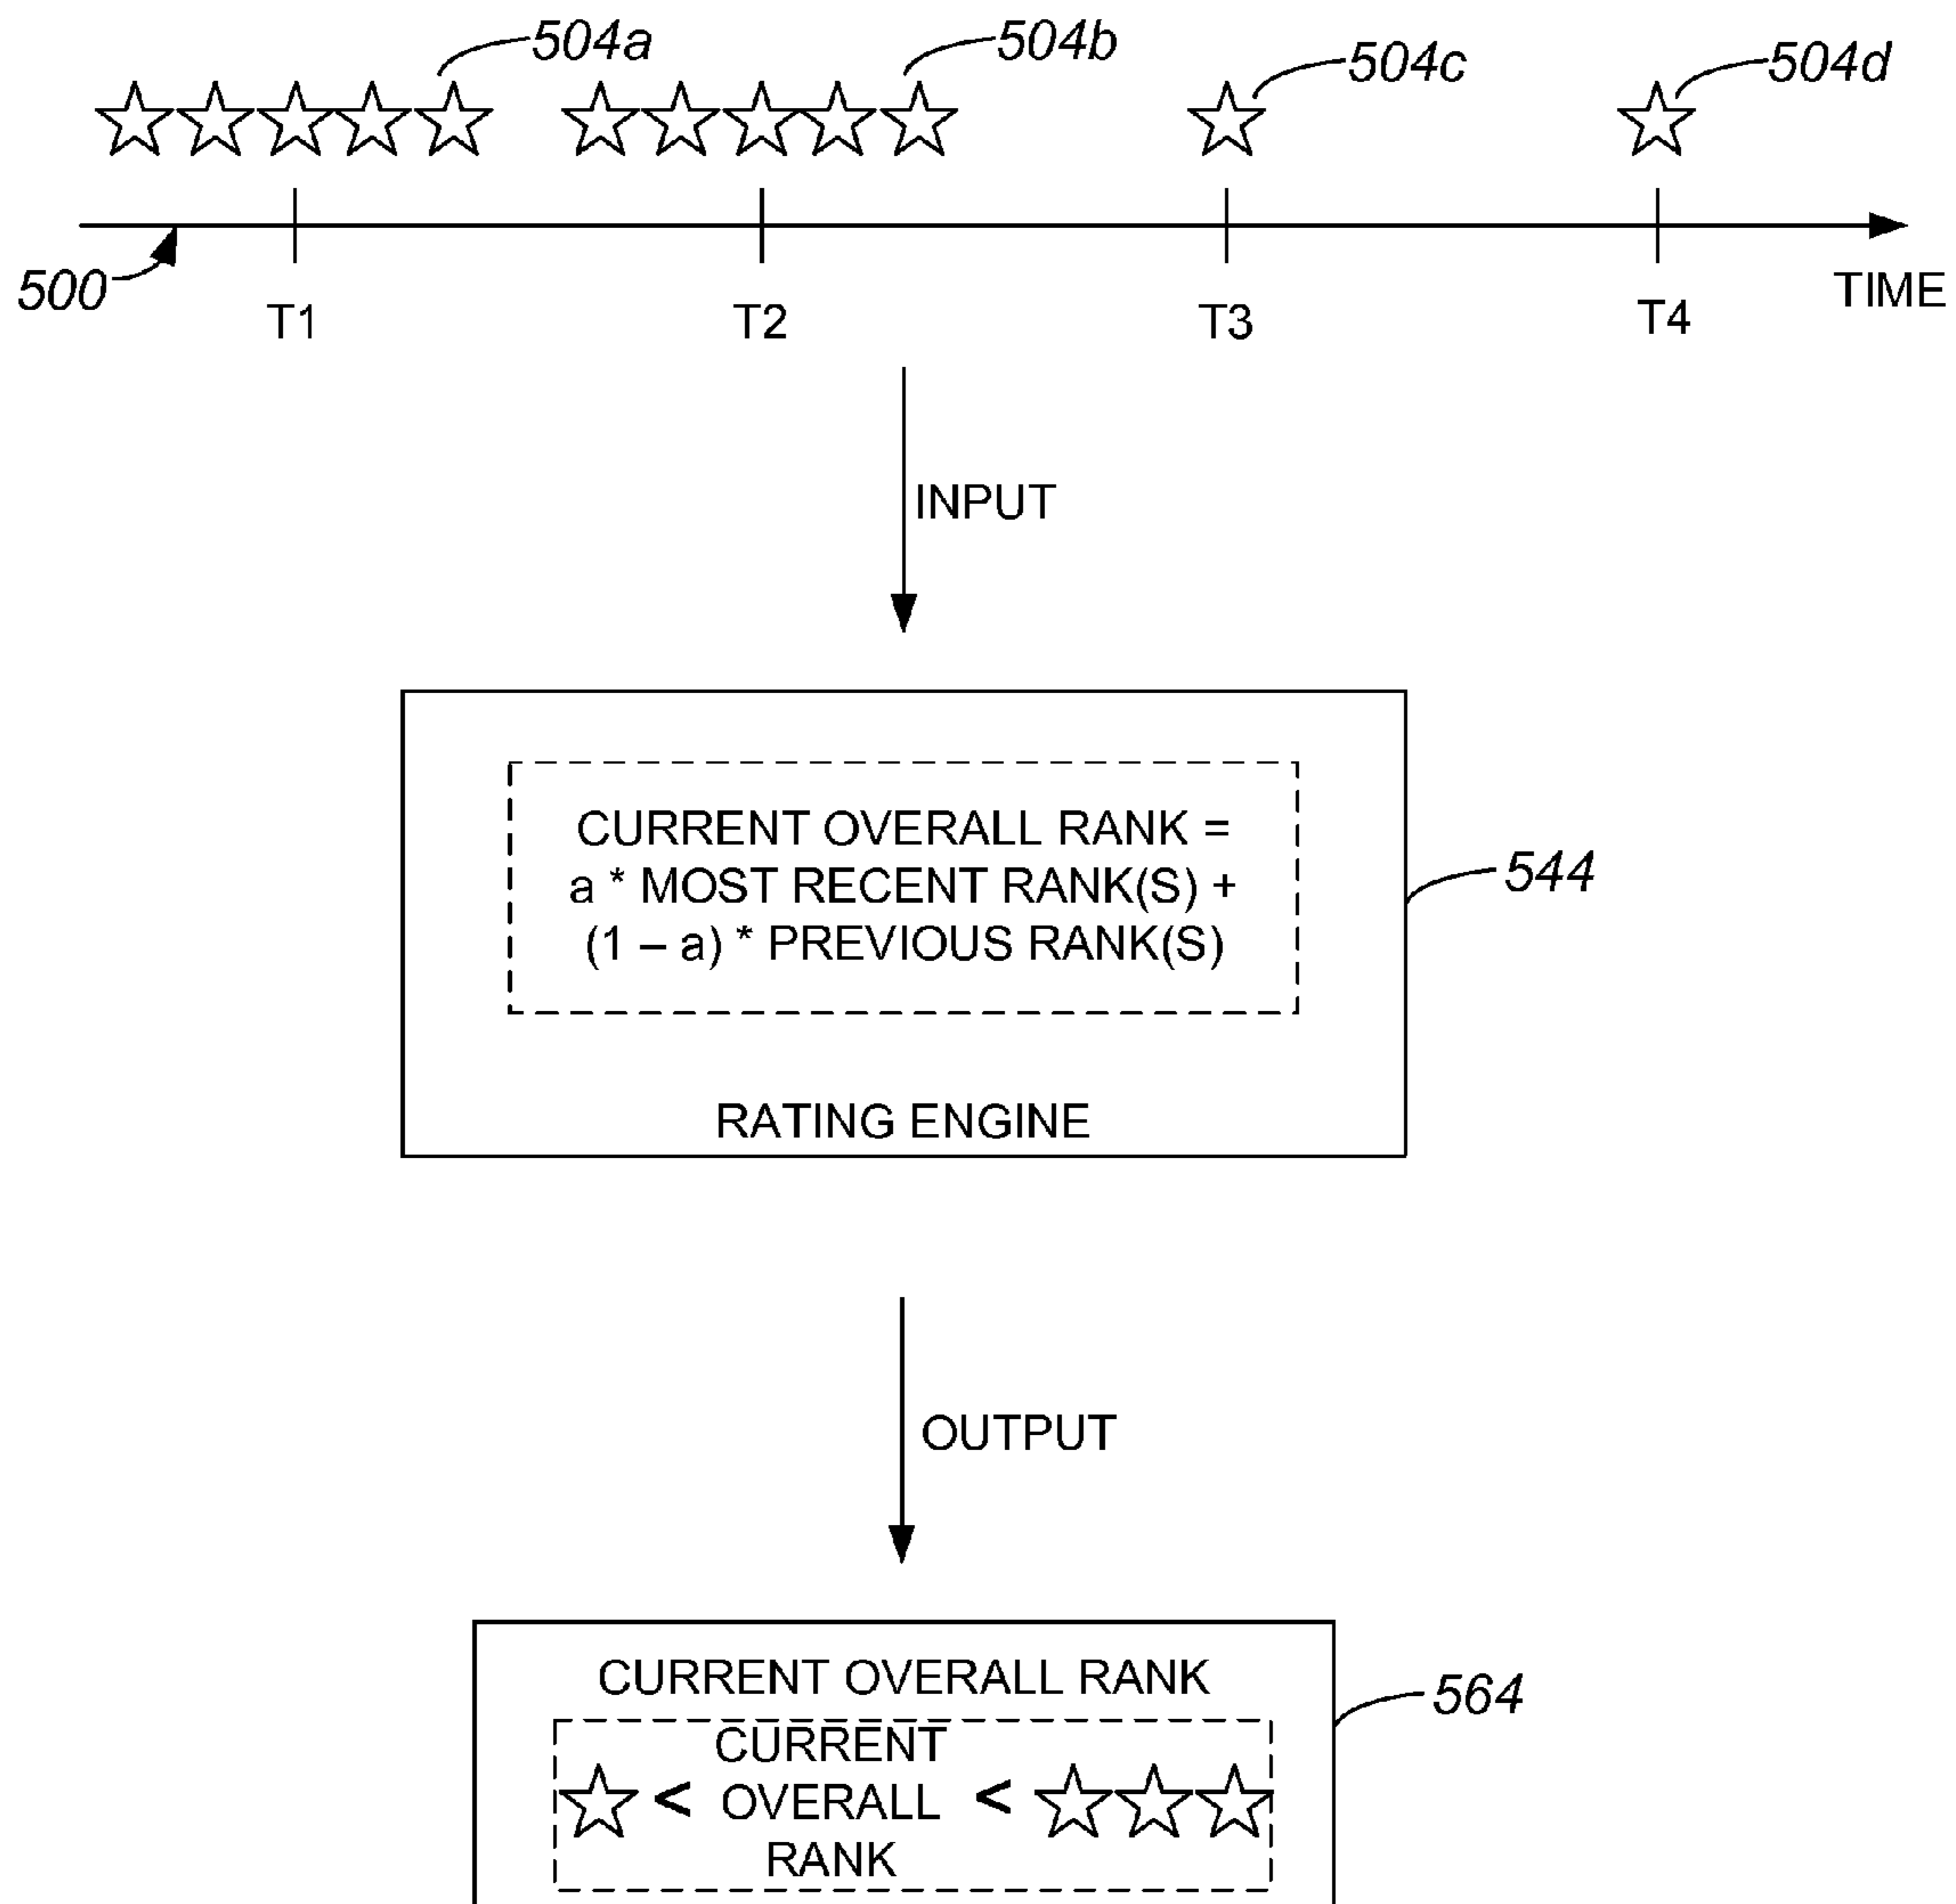 504a
504b
504c
504d
500
T1
T2
T3
T4
TIME
INPUT
CURRENT OVERALL RANK =
a * MOST RECENT RANK(S) +
(1 – a) * PREVIOUS RANK(S)
544
RATING ENGINE
OUTPUT
CURRENT OVERALL RANK
564
CURRENT
< OVERALL <
RANK